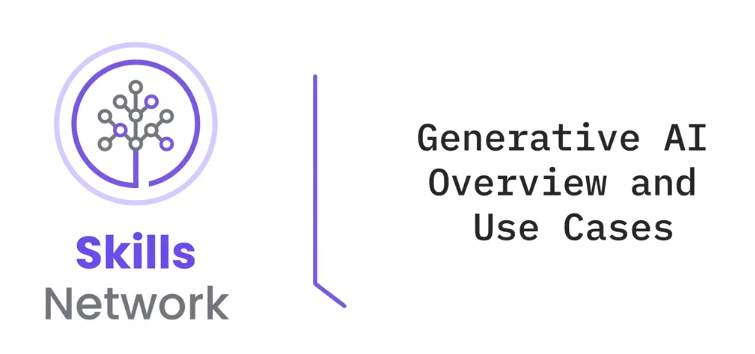 Skills
Network
Generative AI
Overview and
Use Cases